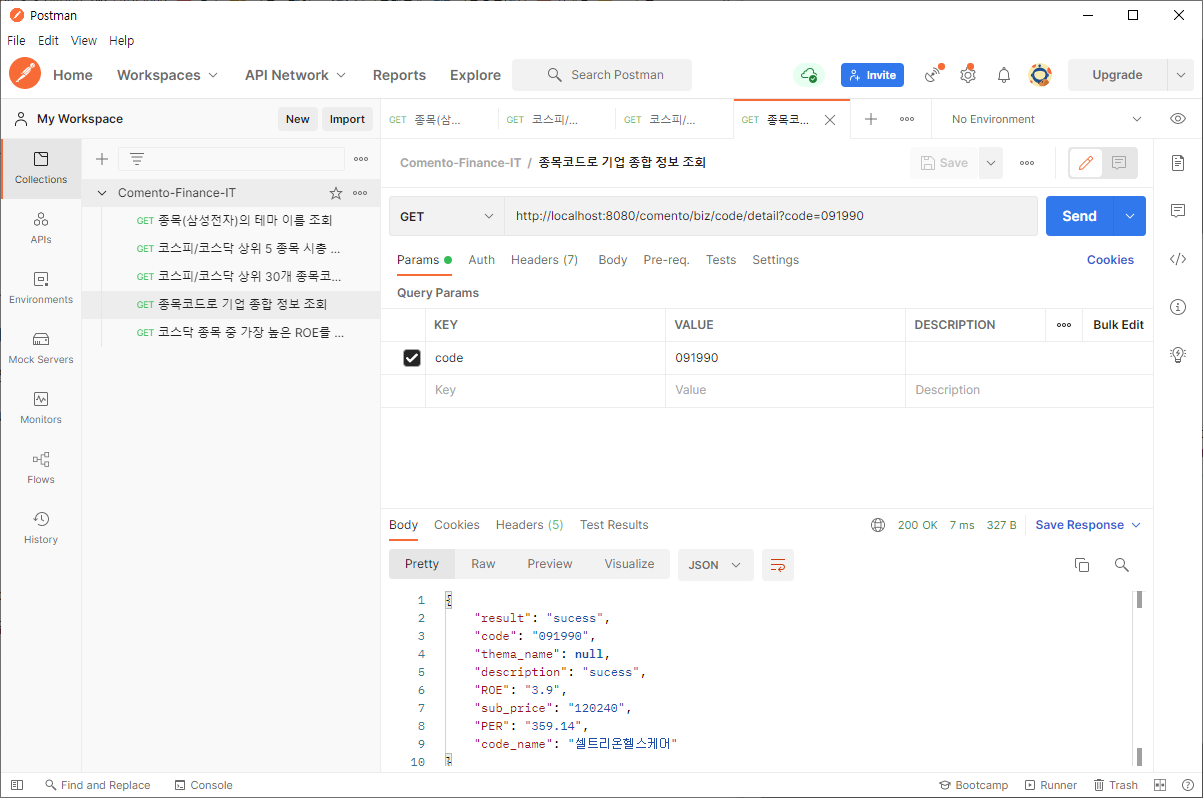 Postman
File Edit View Help
Home Workspaces API Network Reports Explore Search Postman Invite Upgrade
My Workspace New Import
GET 종목(삼... GET 코스피/... GET 코스피/... GET 종목코... No Environment
Collections
APIs
Environments
Mock Servers
Monitors
Flows
History
Comento-Finance-IT
GET 종목(삼성전자)의 테마 이름 조회
GET 코스피/코스닥 상위 5 종목 시총 ...
GET 코스피/코스닥 상위 30개 종목코...
GET 종목코드로 기업 종합 정보 조회
GET 코스닥 종목 중 가장 높은 ROE를 ...
Comento-Finance-IT / 종목코드로 기업 종합 정보 조회 Save
GET http://localhost:8080/comento/biz/code/detail?code=091990 Send
Params Auth Headers (7) Body Pre-req. Tests Settings Cookies
Query Params
KEY VALUE DESCRIPTION Bulk Edit
code 091990
Key Value Description
Body Cookies Headers (5) Test Results 200 OK 7 ms 327 B Save Response
Pretty Raw Preview Visualize JSON
1 {
2 "result": "sucess",
3 "code": "091990",
4 "thema_name": null,
5 "description": "sucess",
6 "ROE": "3.9",
7 "sub_price": "120240",
8 "PER": "359.14",
9 "code_name": "셀트리온헬스케어"
10 }
Find and Replace Console Bootcamp Runner Trash